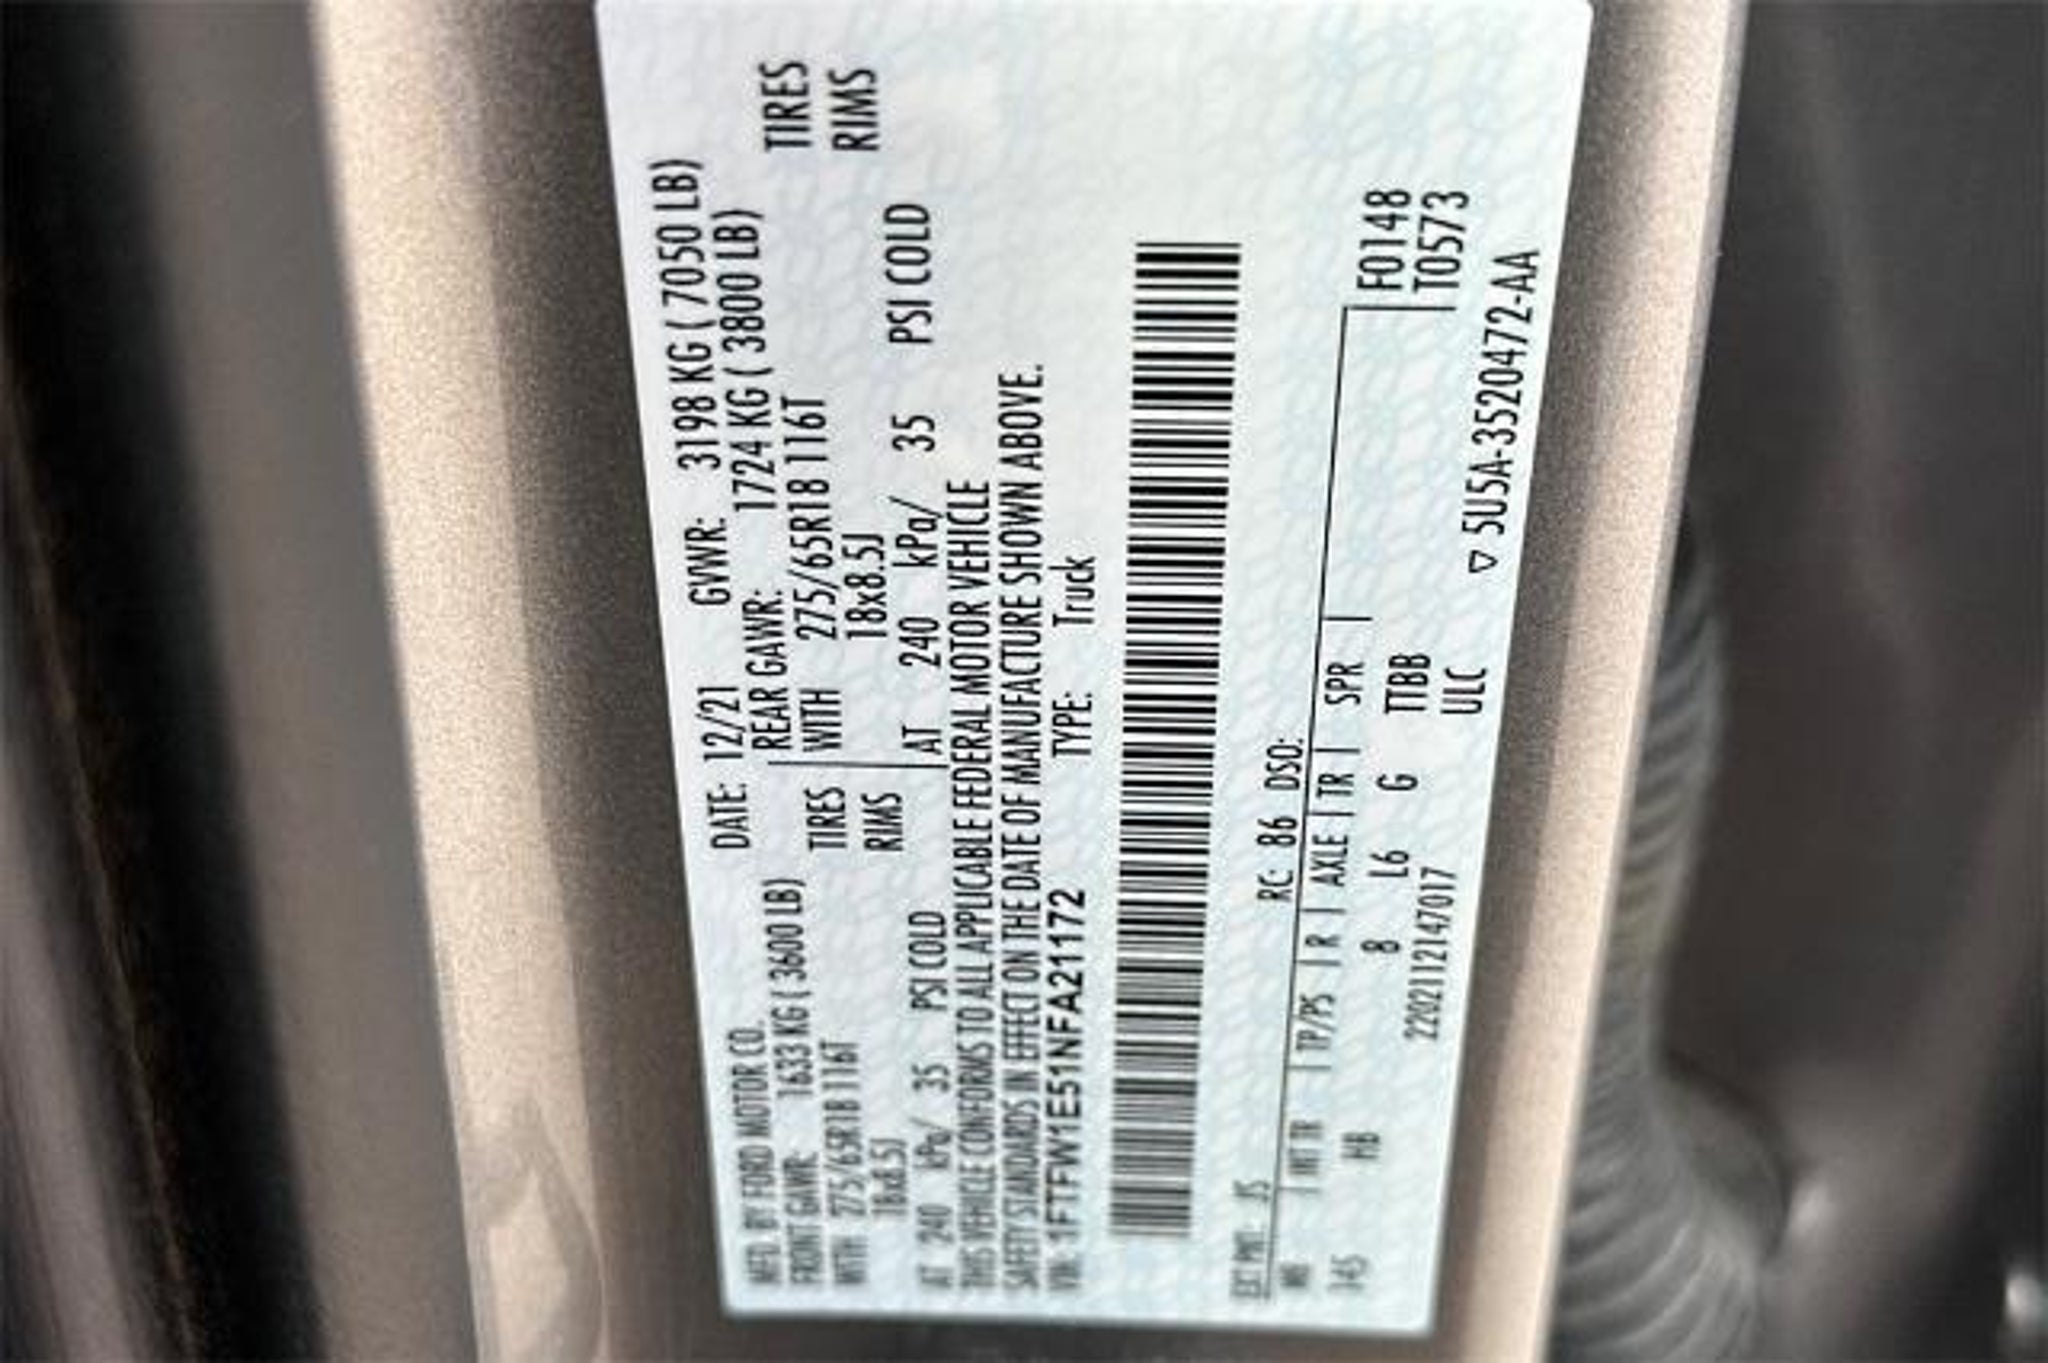 MFD. BY FORD MOTOR CO. DATE: 12/21 GVWR: 3198 KG ( 7050 LB)
FRONT GAWR: 1633 KG ( 3600 LB) REAR GAWR: 1724 KG ( 3800 LB)
WITH 275/65R18 116T TIRES WITH 275/65R18 116T TIRES
18x8.5J RIMS 18x8.5J RIMS
AT 240 kPa/ 35 PSI COLD AT 240 kPa/ 35 PSI COLD
THIS VEHICLE CONFORMS TO ALL APPLICABLE FEDERAL MOTOR VEHICLE
SAFETY STANDARDS IN EFFECT ON THE DATE OF MANUFACTURE SHOWN ABOVE.
VIN: 1FTFW1E51NFA21172 TYPE: Truck
EXT PNT: JS RC: 86 DSO:
WB INT TR TP/PS R AXLE TR SPR F0148
145 HB 8 L6 G TTBB T0573
22021121147017 ULC
▽ 5U5A-3520472-AA